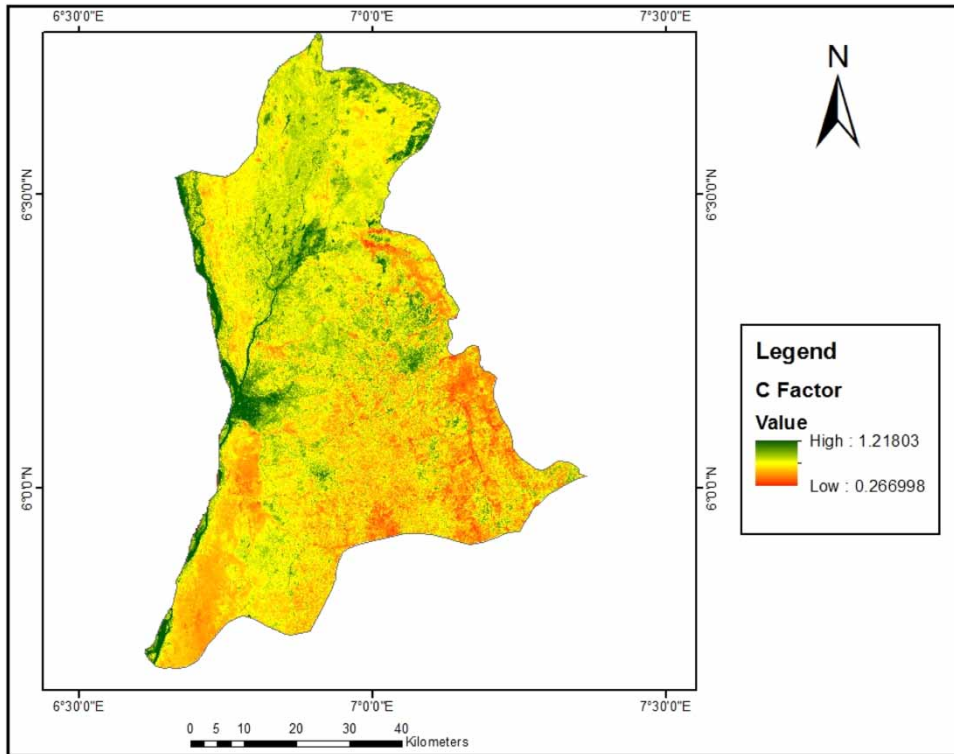 6°30'0"E
7°0'0"E
7°30'0"E
N
6°30'0"N
6°30'0"N
Legend
C Factor
Value
High : 1.21803
Low : 0.266998
6°0'0"N
6°0'0"N
6°30'0"E
7°0'0"E
7°30'0"E
0 5 10 20 30 40
Kilometers